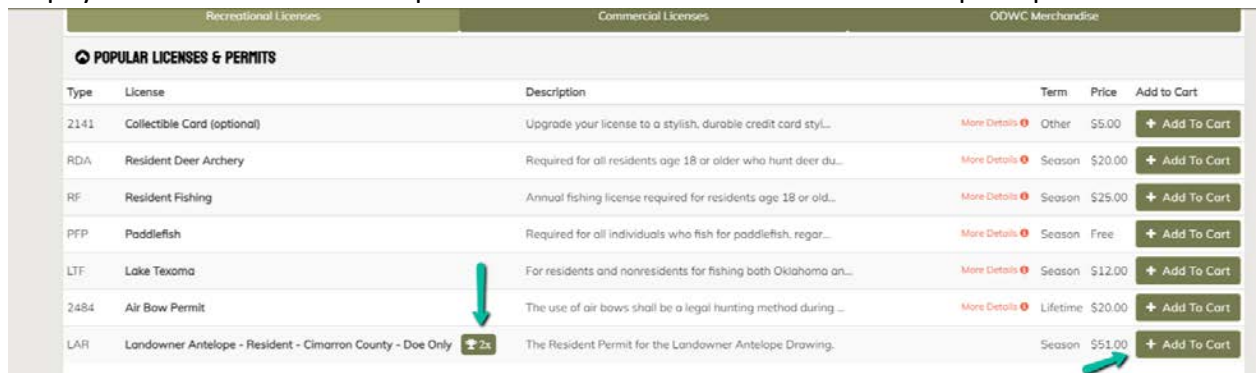 Recreational Licenses Commercial Licenses ODWC Merchandise
POPULAR LICENSES & PERMITS
Type License Description Term Price Add to Cart
2141 Collectible Card (optional) Upgrade your license to a stylish, durable credit card styl... More Details Other $5.00 + Add To Cart
RDA Resident Deer Archery Required for all residents age 18 or older who hunt deer du... More Details Season $20.00 + Add To Cart
RF Resident Fishing Annual fishing license required for residents age 18 or old... More Details Season $25.00 + Add To Cart
PFP Paddlefish Required for all individuals who fish for paddlefish, regar... More Details Season Free + Add To Cart
LTF Lake Texoma For residents and nonresidents for fishing both Oklahoma an... More Details Season $12.00 + Add To Cart
2484 Air Bow Permit The use of air bows shall be a legal hunting method during ... More Details Lifetime $20.00 + Add To Cart
LAR Landowner Antelope - Resident - Cimarron County - Doe Only 2x The Resident Permit for the Landowner Antelope Drawing. Season $51.00 + Add To Cart